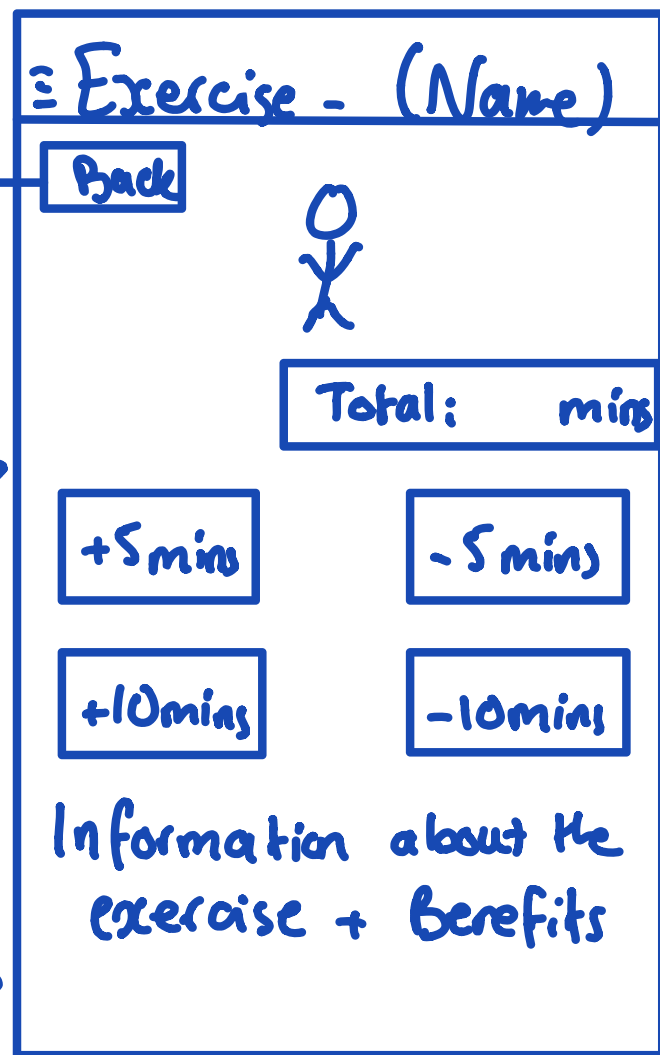 Exercise - (Name)
Back
Total: mins
+5mins -5mins
+10mins -10mins
Information about the
exercise + Benefits